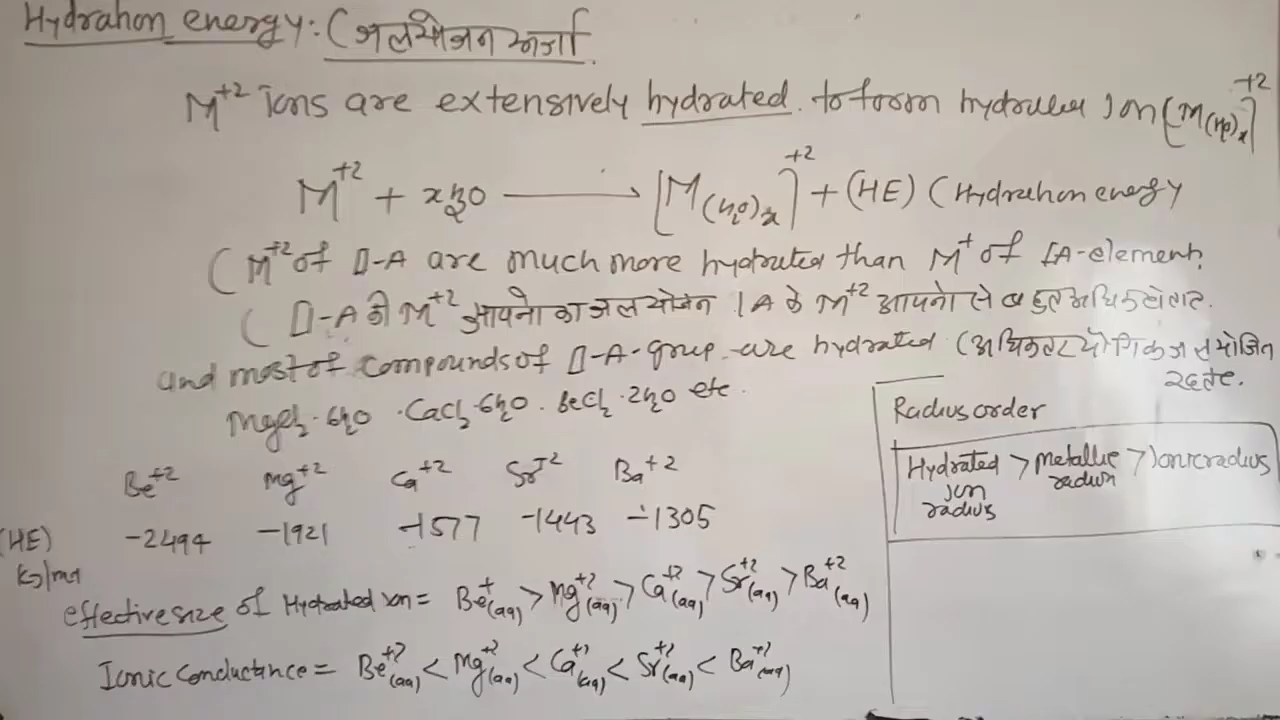 Hydration energy: (जलयोजन ऊर्जा
M⁺² ions are extensively hydrated. to form hydrated Ion [M(H₂O)ₓ]⁺²
M⁺² + xH₂O ⟶ [M(H₂O)ₓ]⁺² + (HE) (Hydration energy
(M⁺² of II-A are much more hydrated than M⁺ of IA-element.
( II-A के M⁺² आयनो का जलयोजन IA के M⁺² आयनो से बहुत अधिक होता है.
and most of compounds of II-A-group are hydrated (अधिकतर यौगिक जलयोजित
रहते है.
MgCl₂·6H₂O · CaCl₂·6H₂O · BeCl₂·2H₂O etc.
Radius order
Hydrated ion radius > Metallic radius > Ionic radius
Be⁺² Mg⁺² Ca⁺² Sr⁺² Ba⁺²
(HE) -2494 -1921 -1577 -1443 -1305
KJ/mol
effective size of Hydrated ion = Be⁺(aq) > Mg⁺²(aq) > Ca⁺²(aq) > Sr⁺²(aq) > Ba⁺²(aq)
Ionic Conductance = Be⁺²(aq) < Mg⁺²(aq) < Ca⁺²(aq) < Sr⁺²(aq) < Ba⁺²(aq)